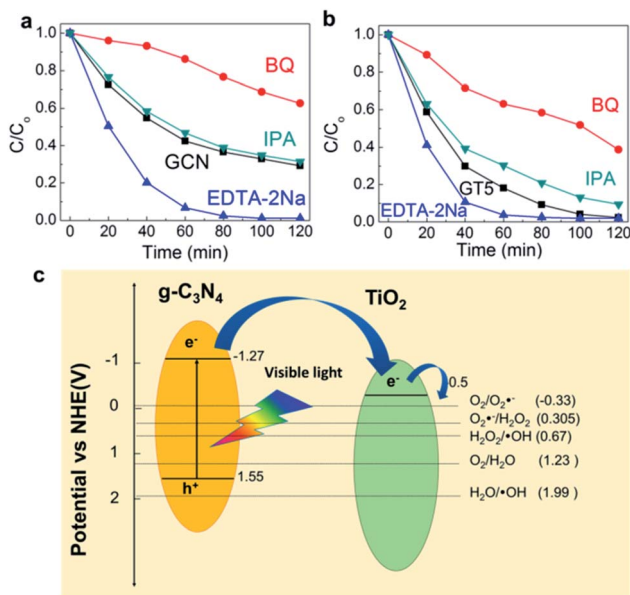 a
C/C₀
1.0
0.8
0.6
0.4
0.2
0.0
BQ
IPA
GCN
EDTA-2Na
0 20 40 60 80 100 120
Time (min)
b
C/C₀
1.0
0.8
0.6
0.4
0.2
0.0
BQ
IPA
GT5
EDTA-2Na
0 20 40 60 80 100 120
Time (min)
c
Potential vs NHE(V)
-1
0
1
2
g-C₃N₄
e⁻
-1.27
h⁺
1.55
Visible light
TiO₂
e⁻
0.5
O₂/O₂•⁻ (-0.33)
O₂•⁻/H₂O₂ (0.305)
H₂O₂/•OH (0.67)
O₂/H₂O (1.23)
H₂O/•OH (1.99)